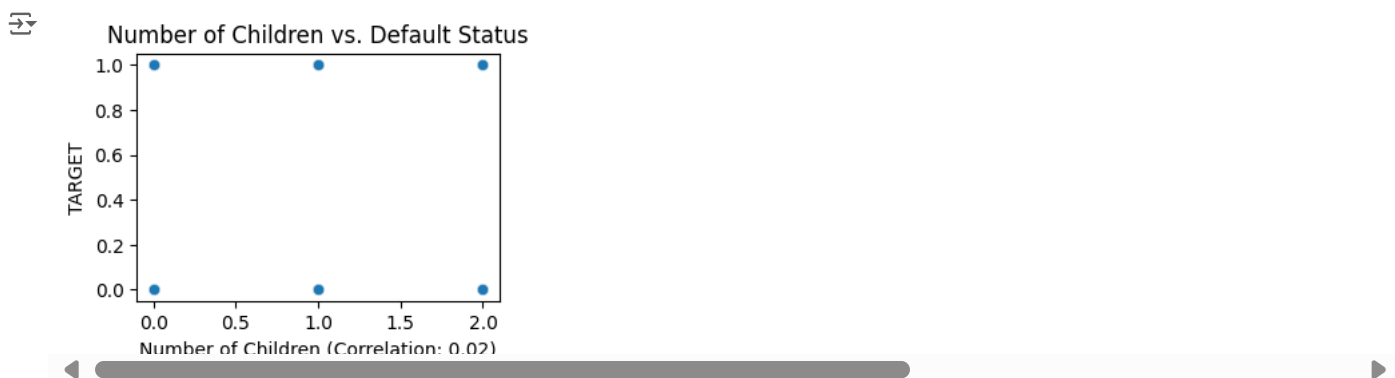 Number of Children vs. Default Status
1.0
0.8
0.6
0.4
0.2
0.0
TARGET
0.0 0.5 1.0 1.5 2.0
Number of Children (Correlation: 0.02)